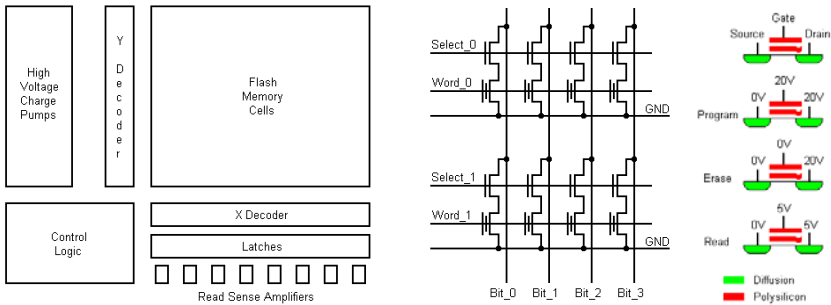 High
Voltage
Charge
Pumps
Y
D
e
c
o
d
e
r
Flash
Memory
Cells
Control
Logic
X Decoder
Latches
Read Sense Amplifiers
Select_0
Word_0
GND
Select_1
Word_1
GND
Bit_0 Bit_1 Bit_2 Bit_3
Gate
Source Drain
20V
0V 20V
Program
0V
0V 20V
Erase
5V
0V 5V
Read
Diffusion
Polysilicon